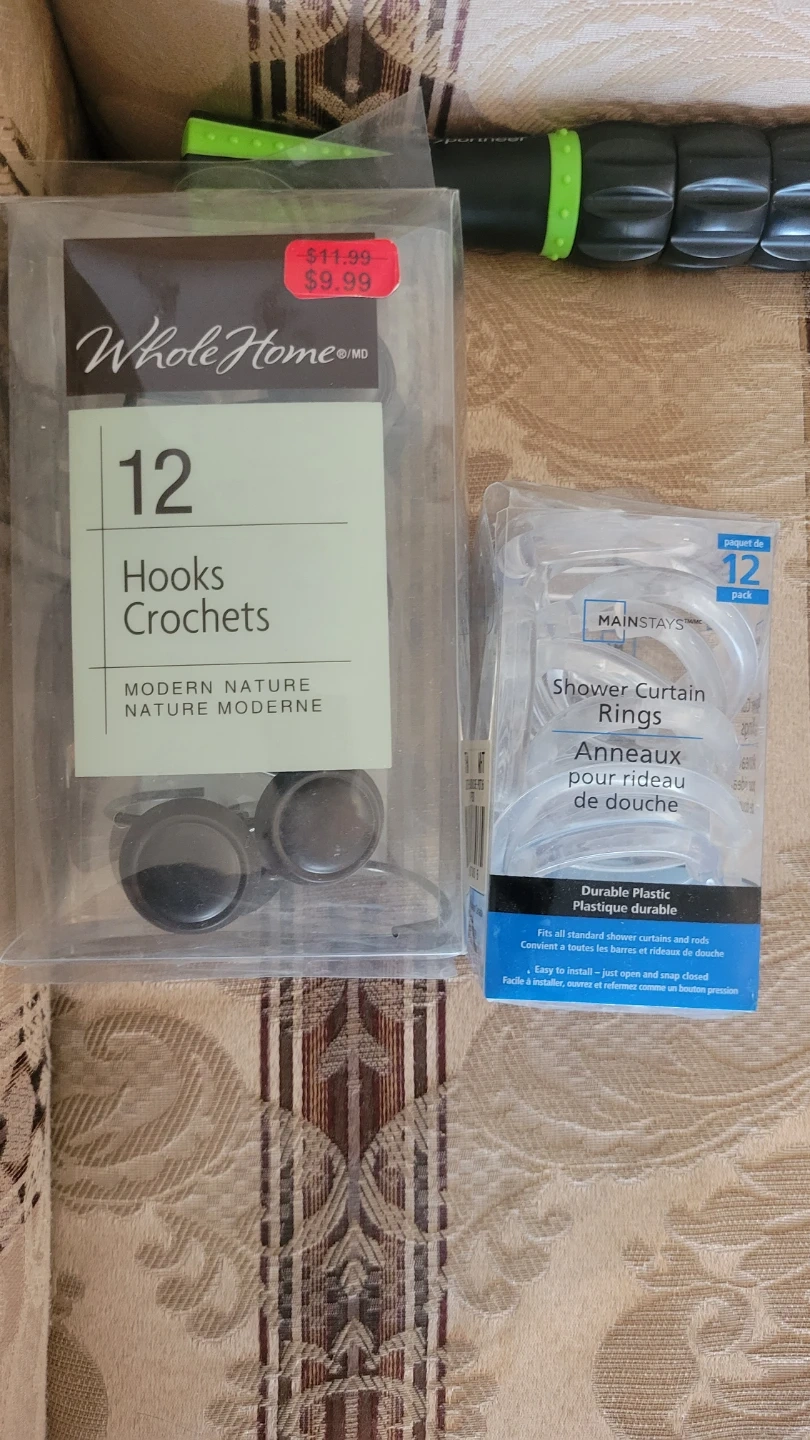 $11.99
$9.99
Whole Home®/MD
12
Hooks
Crochets
MODERN NATURE
NATURE MODERNE
paquet de
12
pack
MAINSTAYS
Shower Curtain
Rings
Anneaux
pour rideau
de douche
Durable Plastic
Plastique durable
Fits all standard shower curtains and rods
Convient a toutes les barres et rideaux de douche
Easy to install – just open and snap closed
Facile à installer, ouvrez et refermez comme un bouton pression